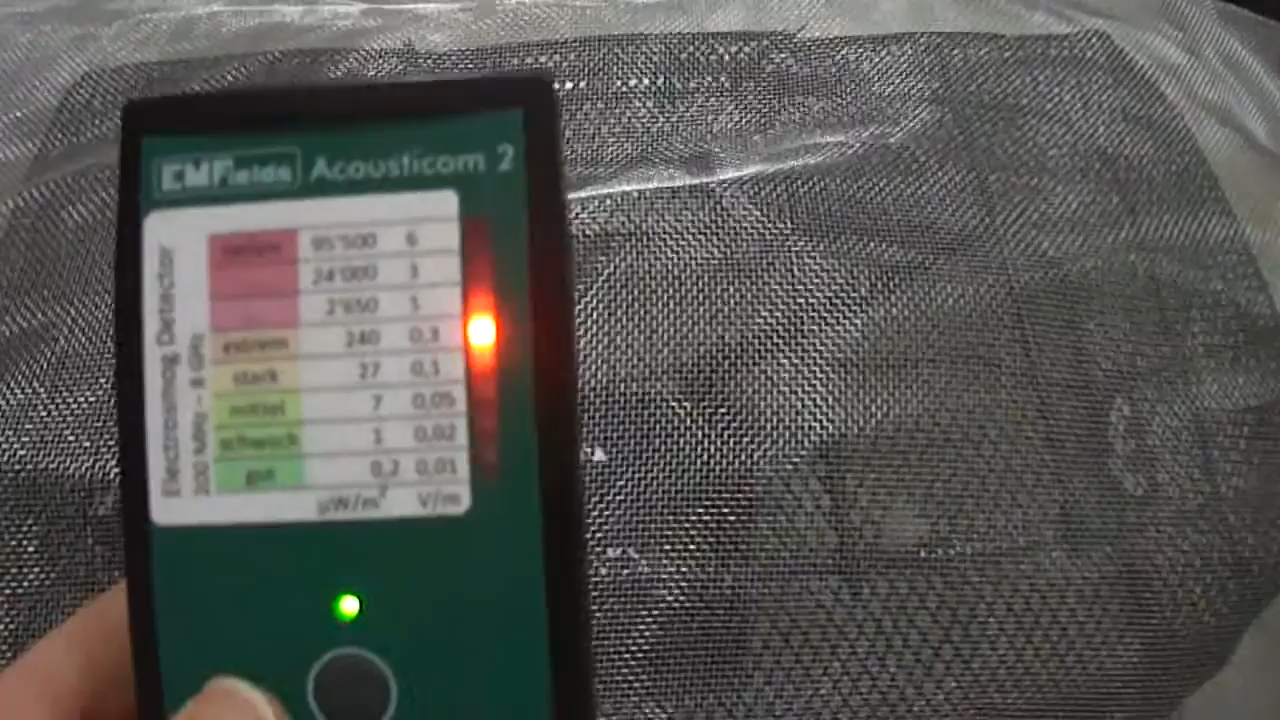 EMFields Acousticom 2
Electrosmog Detector
200 MHz - 8 GHz
95'500 6
24'000 3
2'650 1
extrem 240 0,3
stark 27 0,1
mittel 7 0,05
schwach 1 0,02
gut 0,2 0,01
µW/m² V/m